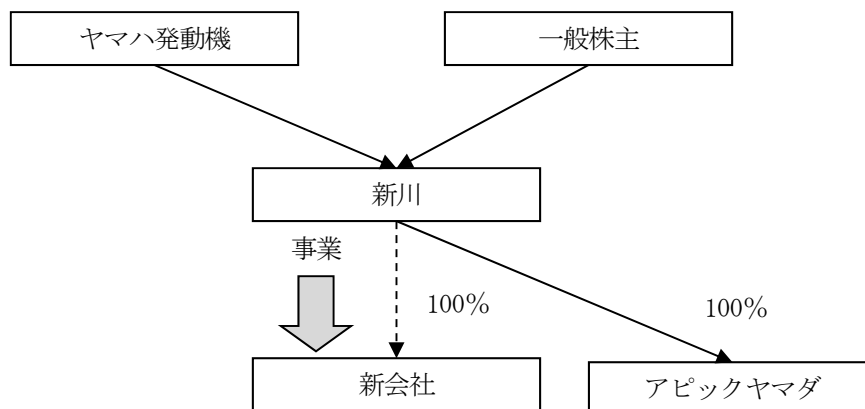 ヤマハ発動機
一般株主
新川
事業
100%
100%
新会社
アピックヤマダ